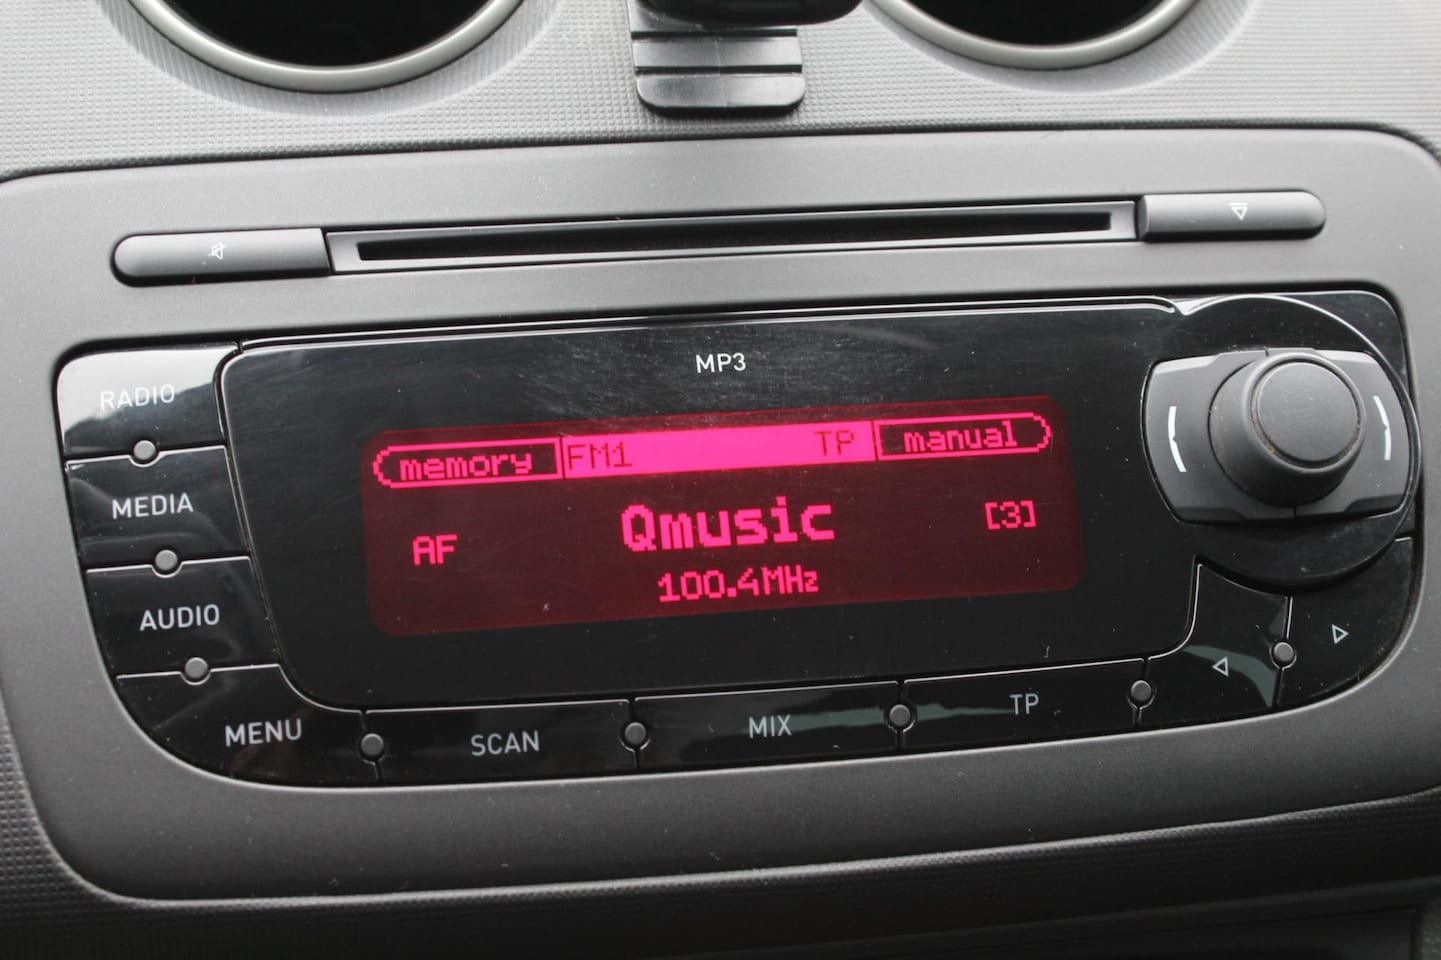 MP3
RADIO
memory FM1 TP manual
MEDIA
Qmusic [3]
AF
100.4MHz
AUDIO
MENU SCAN MIX TP